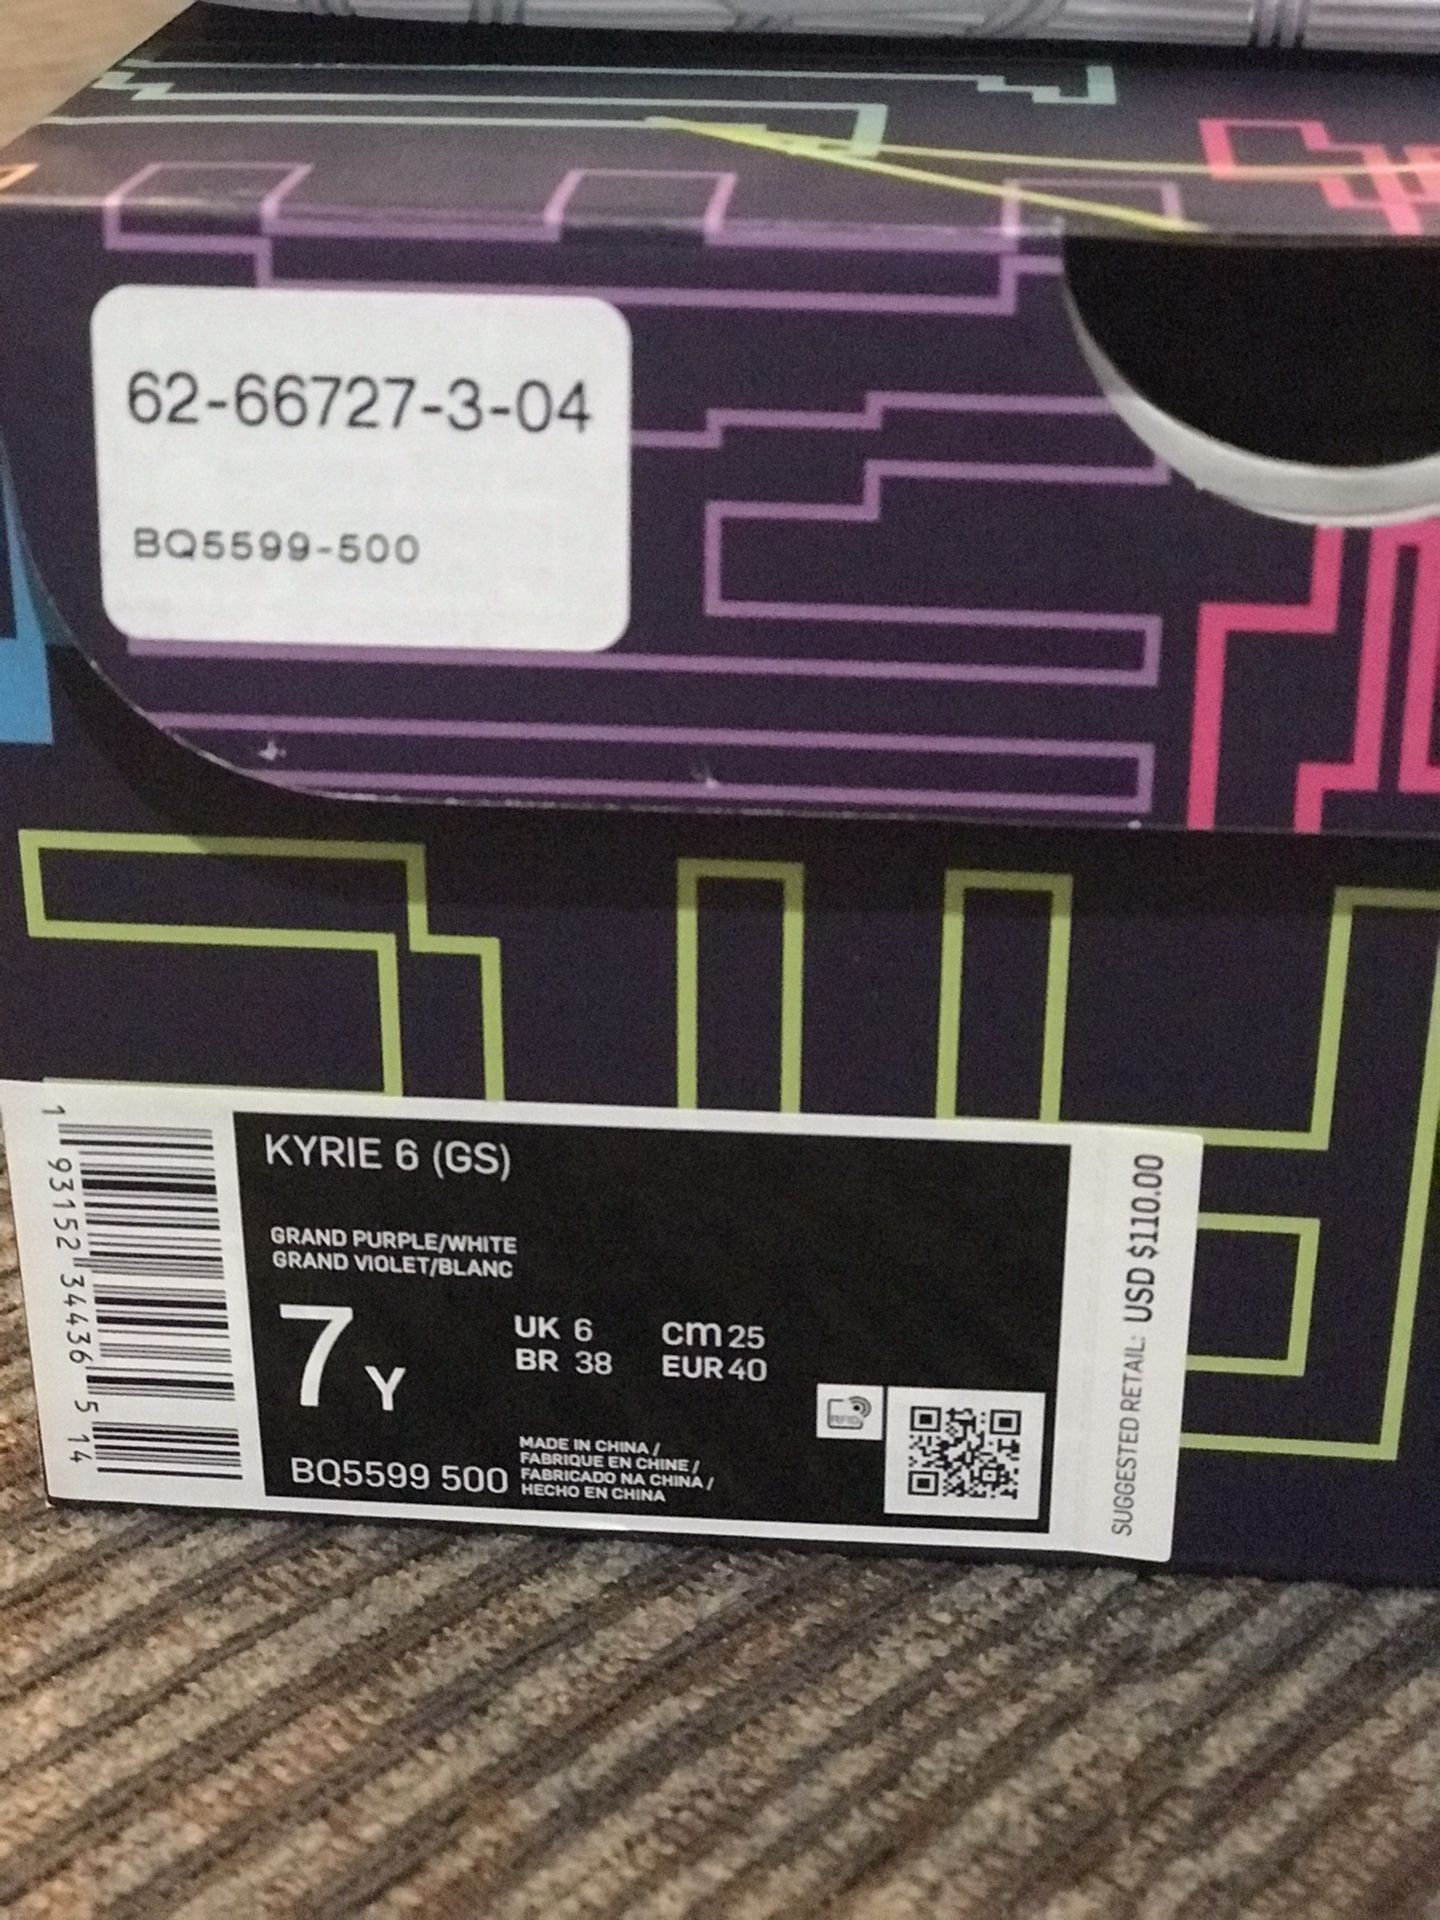 62-66727-3-04
BQ5599-500
1 93152 34436 5 14
KYRIE 6 (GS)
GRAND PURPLE/WHITE
GRAND VIOLET/BLANC
7 Y
UK 6 cm 25
BR 38 EUR 40
RFID
BQ5599 500
MADE IN CHINA /
FABRIQUE EN CHINE /
FABRICADO NA CHINA /
HECHO EN CHINA
SUGGESTED RETAIL: USD $110.00